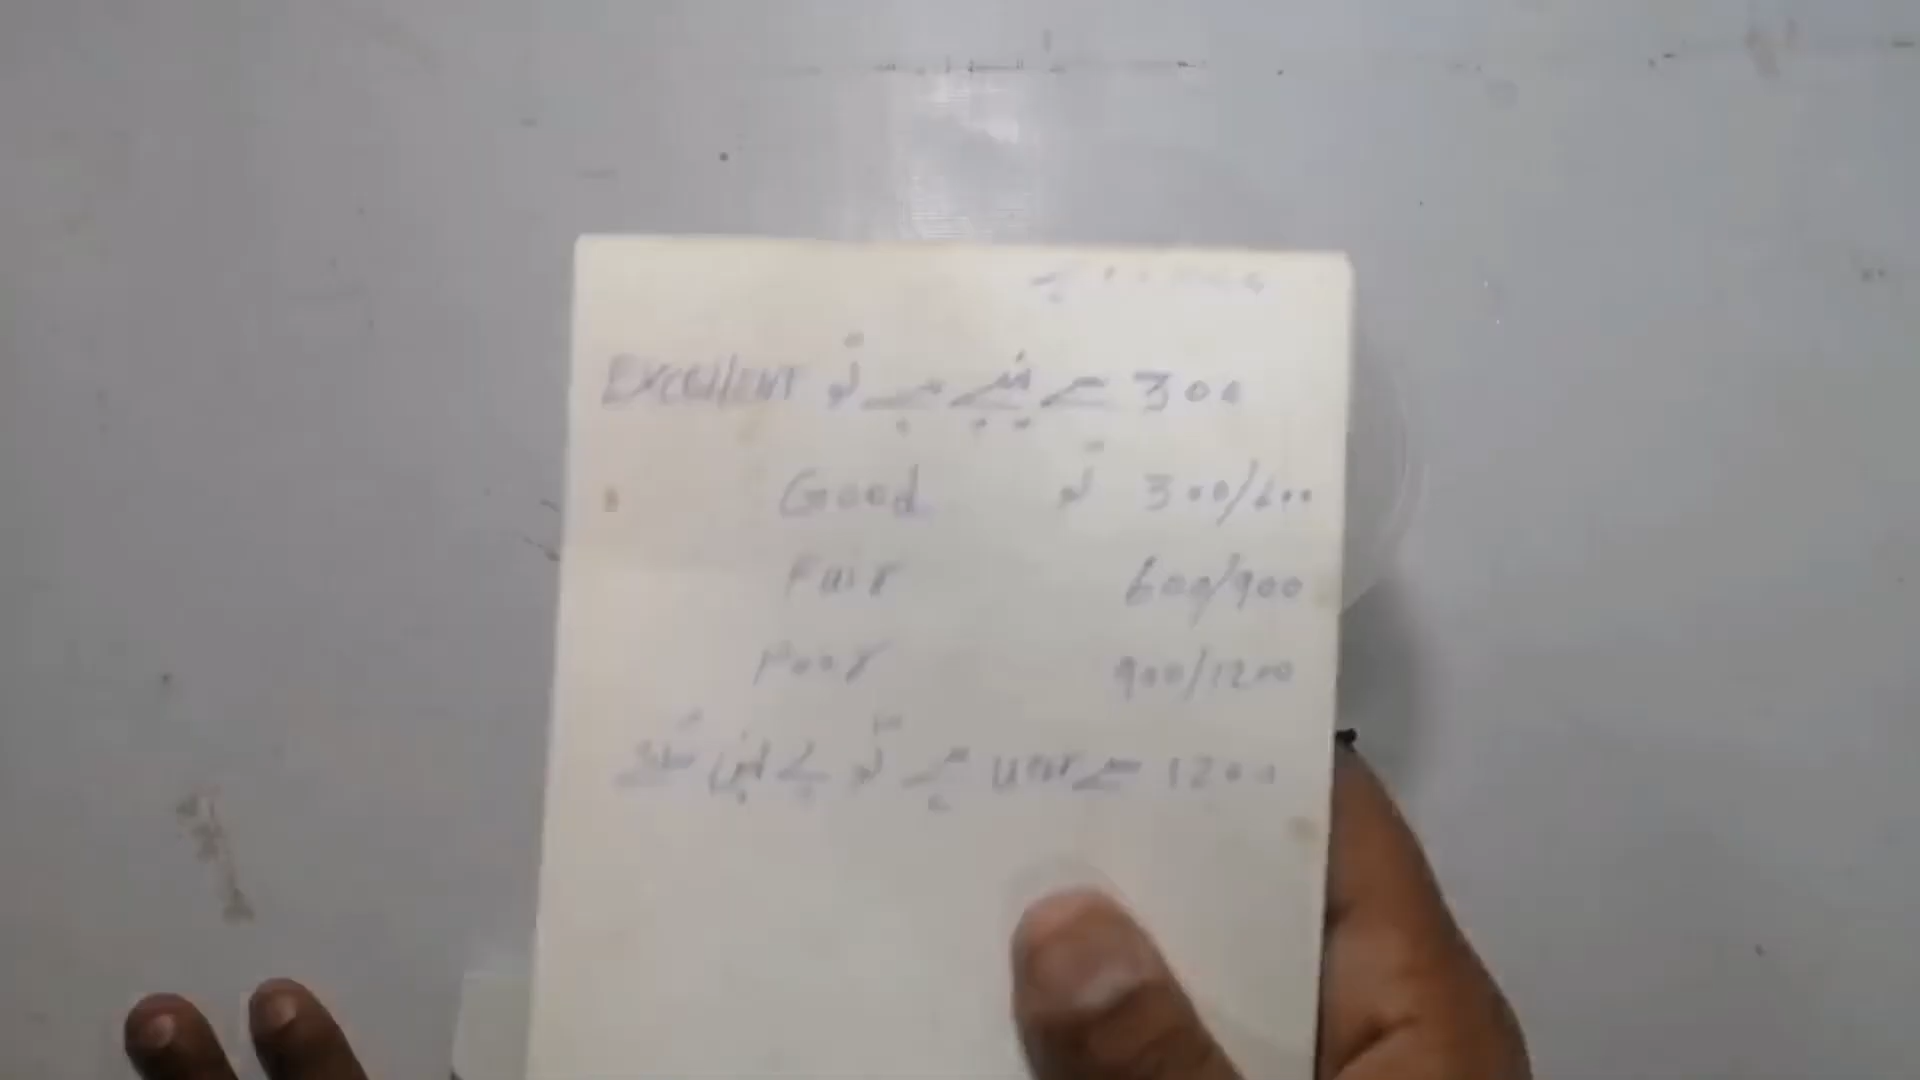 300 سے نیچے ہے تو Excellent
300/600 تو Good
600/900 Fair
900/1200 Poor
1200 سے upar ہے تو